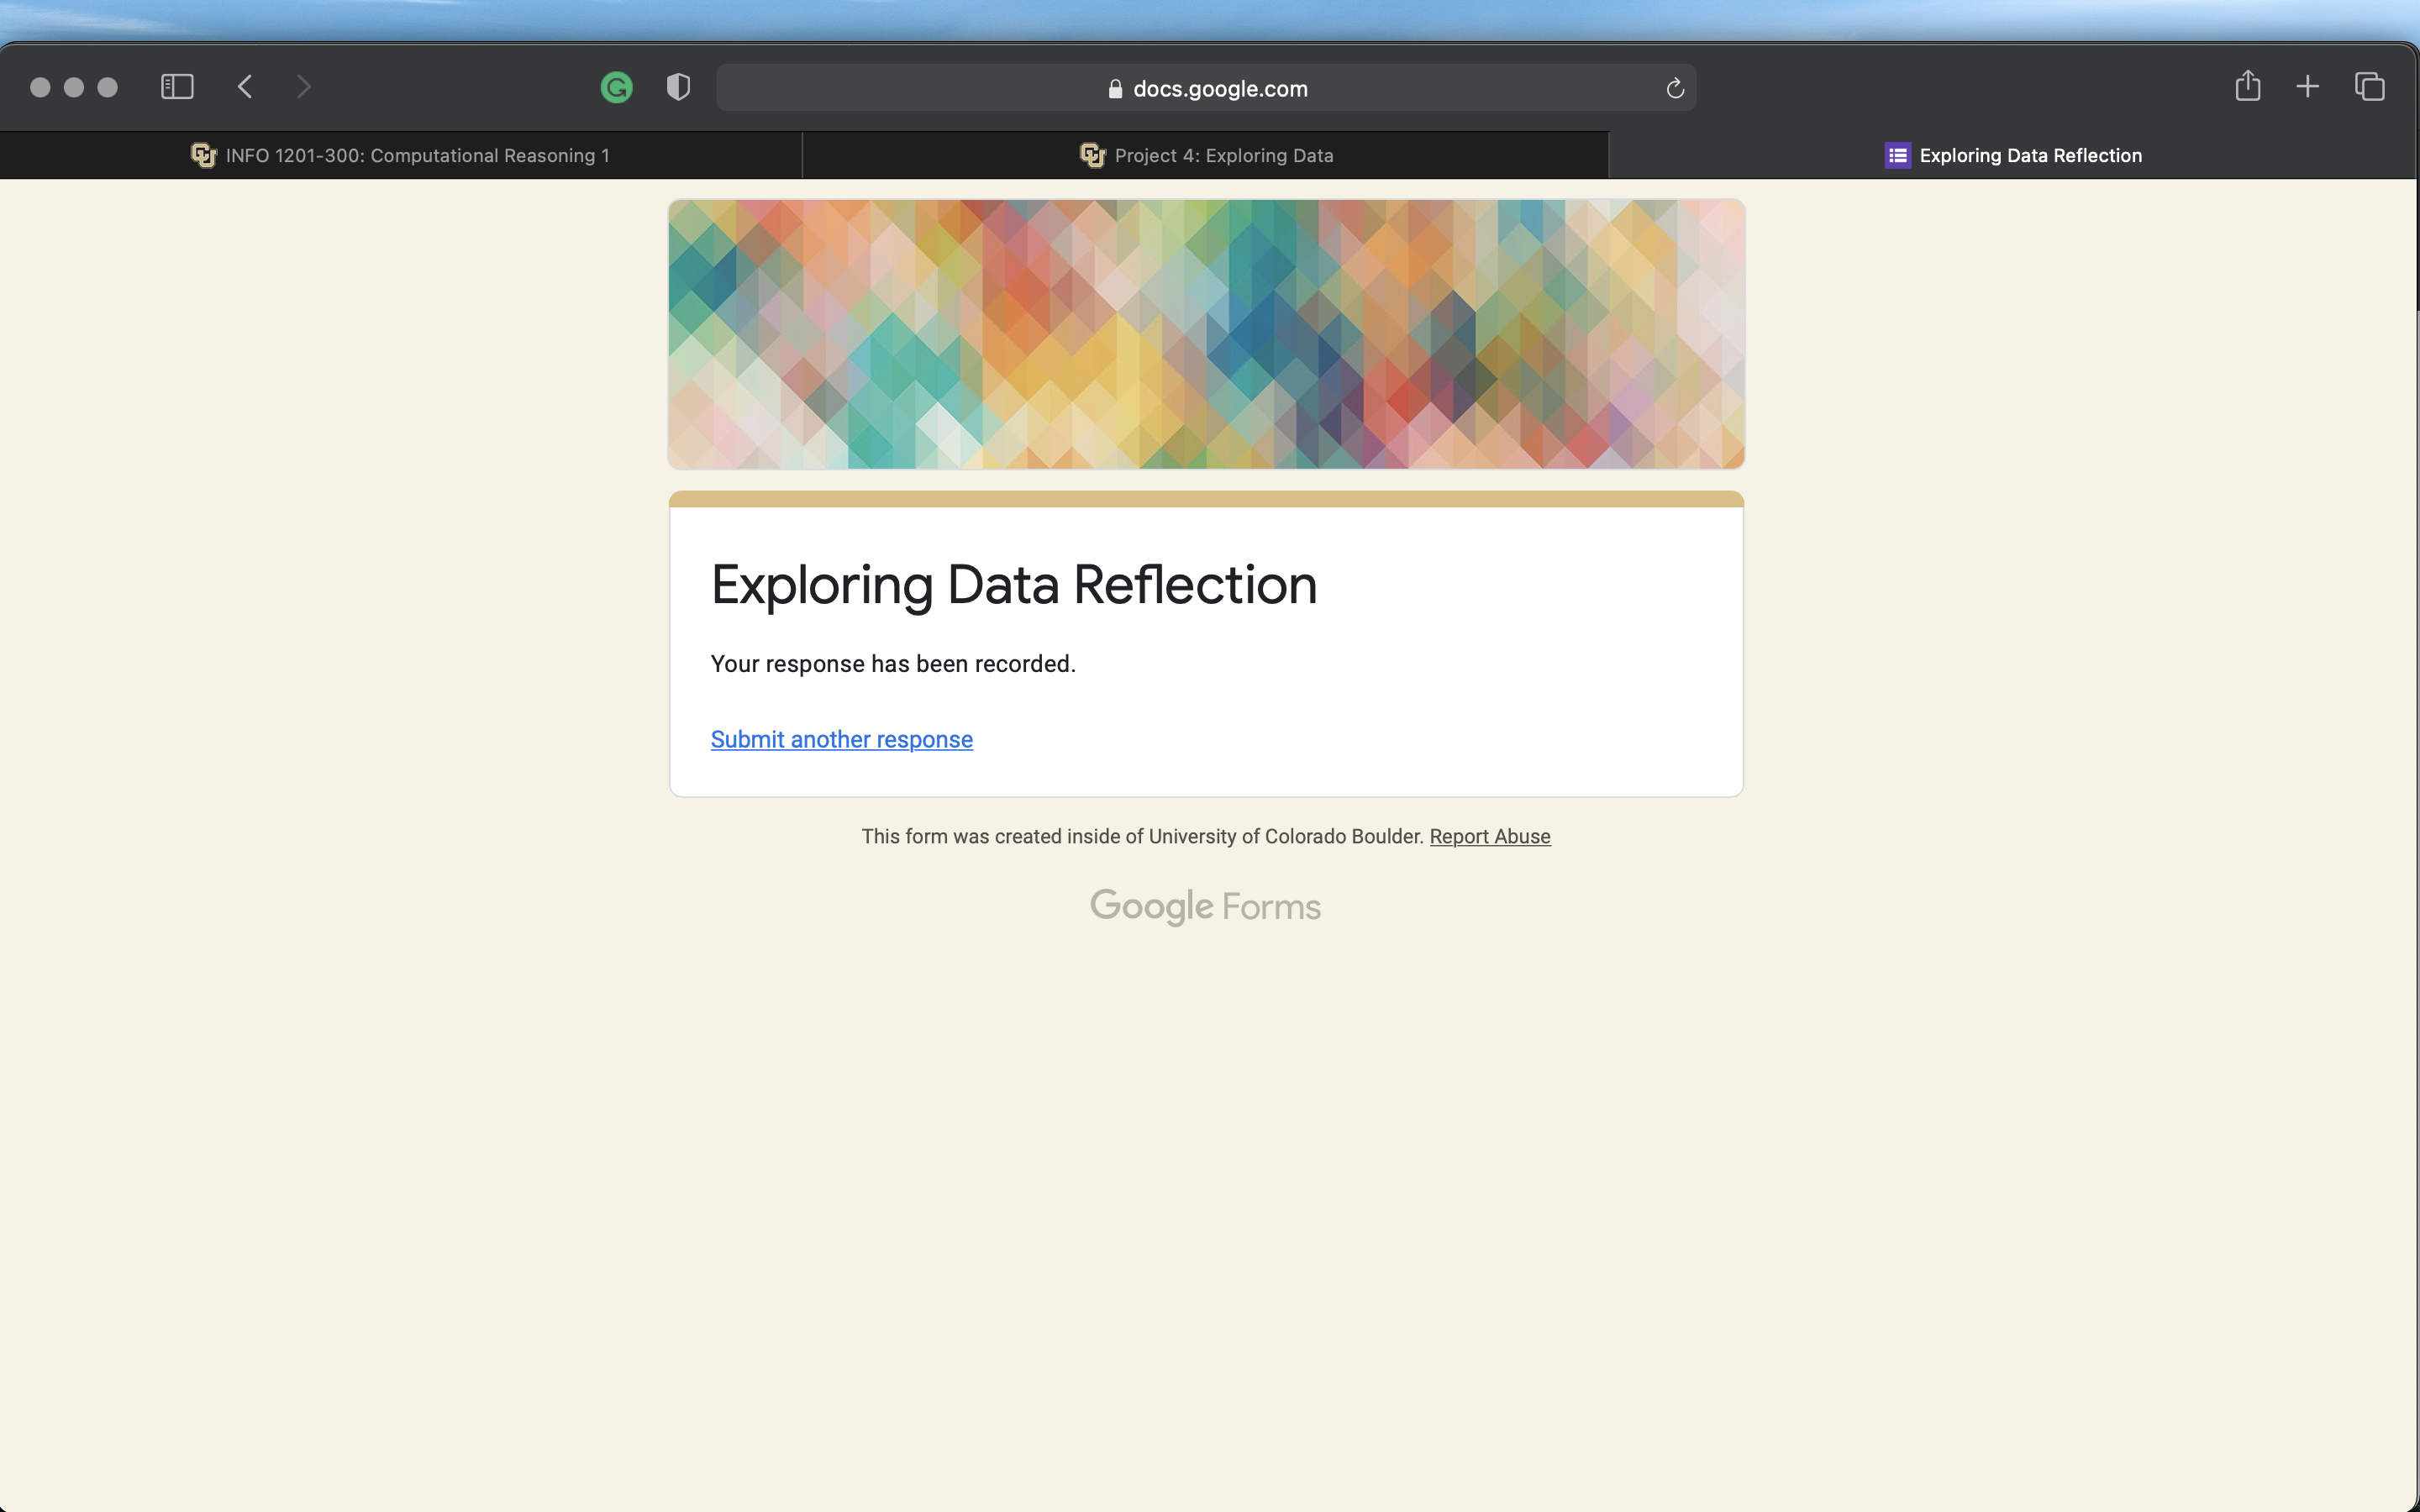 docs.google.com
INFO 1201-300: Computational Reasoning 1
Project 4: Exploring Data
Exploring Data Reflection
Exploring Data Reflection
Your response has been recorded.
Submit another response
This form was created inside of University of Colorado Boulder. Report Abuse
Google Forms